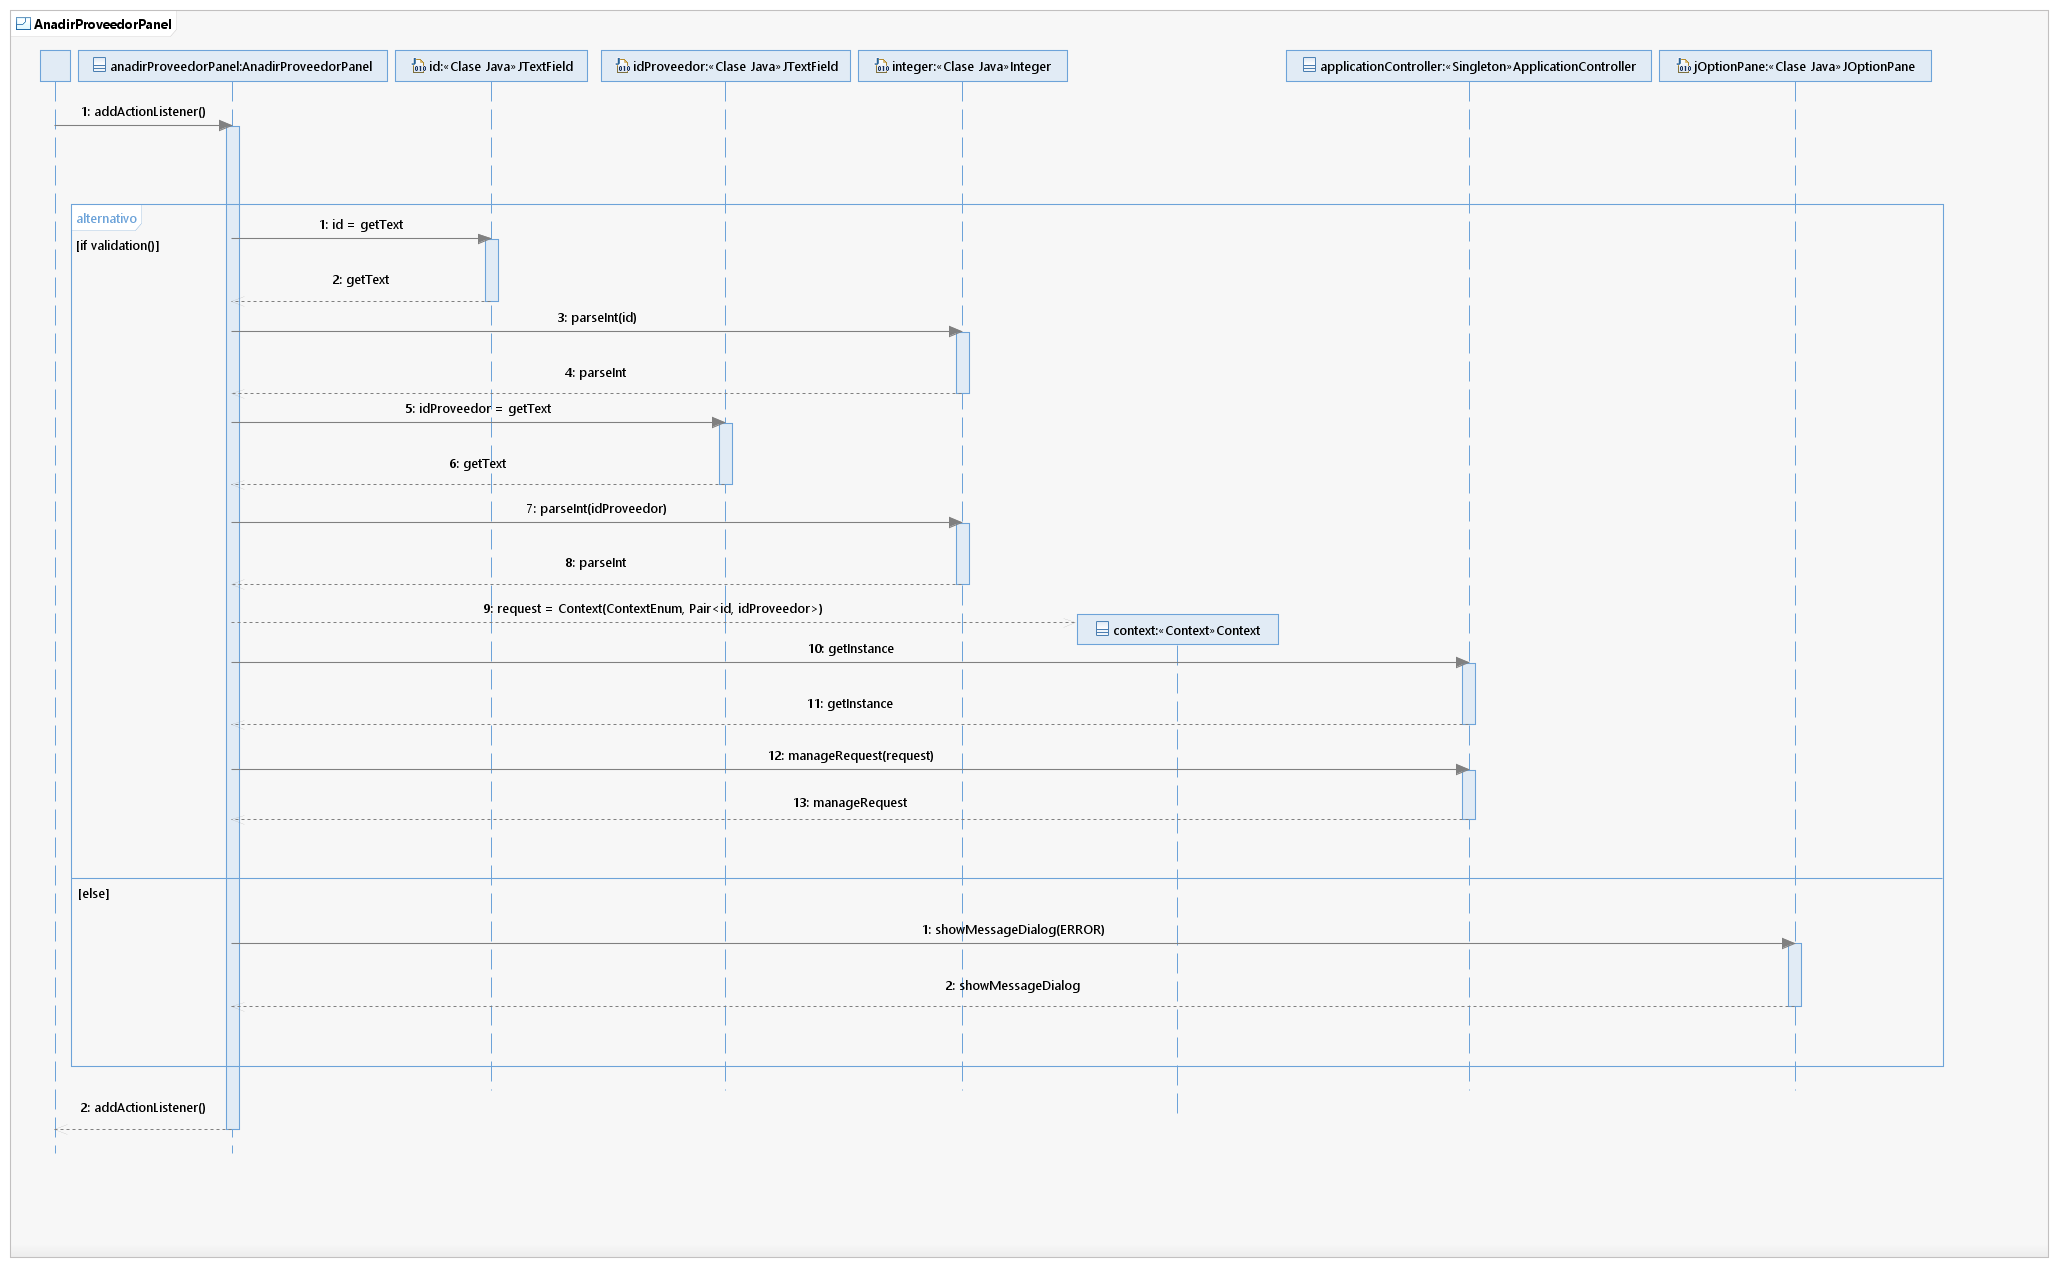 AnadirProveedorPanel
anadirProveedorPanel:AnadirProveedorPanel
id:«Clase Java»JTextField
idProveedor:«Clase Java»JTextField
integer:«Clase Java»Integer
applicationController:«Singleton»ApplicationController
jOptionPane:«Clase Java»JOptionPane
1: addActionListener()
alternativo
[if validation()]
1: id = getText
2: getText
3: parseInt(id)
4: parseInt
5: idProveedor = getText
6: getText
7: parseInt(idProveedor)
8: parseInt
9: request = Context(ContextEnum, Pair<id, idProveedor>)
context:«Context»Context
10: getInstance
11: getInstance
12: manageRequest(request)
13: manageRequest
[else]
1: showMessageDialog(ERROR)
2: showMessageDialog
2: addActionListener()